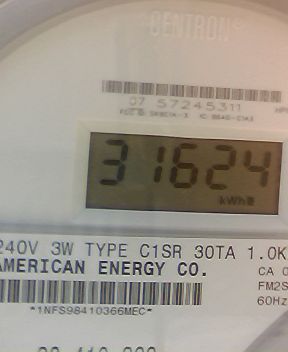 CENTRON®
07 57245311
31624
kWh
240V 3W TYPE C1SR 30TA 1.0K
AMERICAN ENERGY CO.
CA 0
FM2S
60Hz
*1NFS98410366MEC*